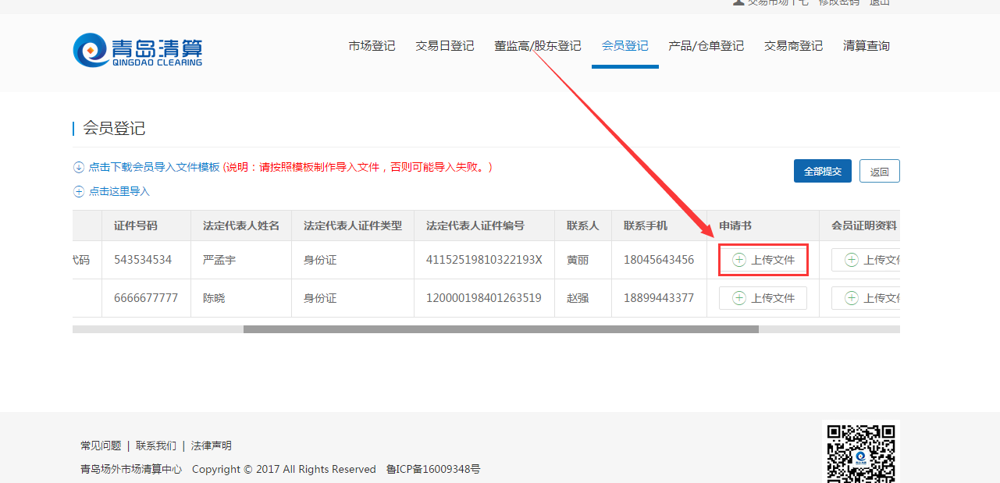 交易市场十七 修改密码 退出
青岛清算
QINGDAO CLEARING
市场登记 交易日登记 董监高/股东登记 会员登记 产品/仓单登记 交易商登记 清算查询
会员登记
点击下载会员导入文件模板 (说明：请按照模板制作导入文件，否则可能导入失败。)
全部提交 返回
点击这里导入
证件号码 法定代表人姓名 法定代表人证件类型 法定代表人证件编号 联系人 联系手机 申请书 会员证明资料
代码 543534534 严孟宇 身份证 41152519810322193X 黄丽 18045643456 上传文件 上传文件
6666677777 陈晓 身份证 120000198401263519 赵强 18899443377 上传文件 上传文件
常见问题 | 联系我们 | 法律声明
青岛场外市场清算中心 Copyright © 2017 All Rights Reserved 鲁ICP备16009348号